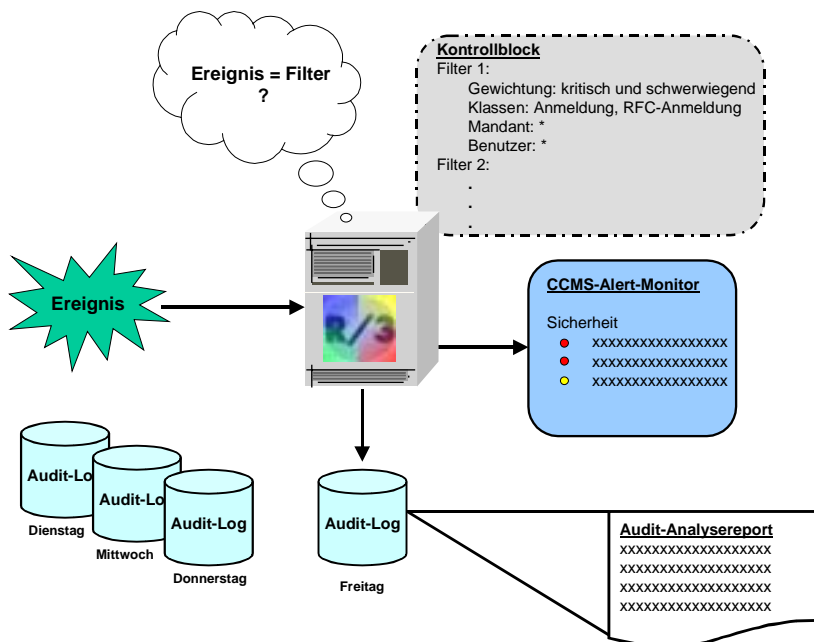 Ereignis = Filter
?
Kontrollblock
Filter 1:
Gewichtung: kritisch und schwerwiegend
Klassen: Anmeldung, RFC-Anmeldung
Mandant: *
Benutzer: *
Filter 2:
.
.
.
Ereignis
R/3
CCMS-Alert-Monitor
Sicherheit
xxxxxxxxxxxxxxxxx
xxxxxxxxxxxxxxxxx
xxxxxxxxxxxxxxxxx
Audit-Lo
Dienstag
Audit-Lo
Mittwoch
Audit-Log
Donnerstag
Audit-Log
Freitag
Audit-Analysereport
xxxxxxxxxxxxxxxxxxx
xxxxxxxxxxxxxxxxxxx
xxxxxxxxxxxxxxxxxxx
xxxxxxxxxxxxxxxxxxx